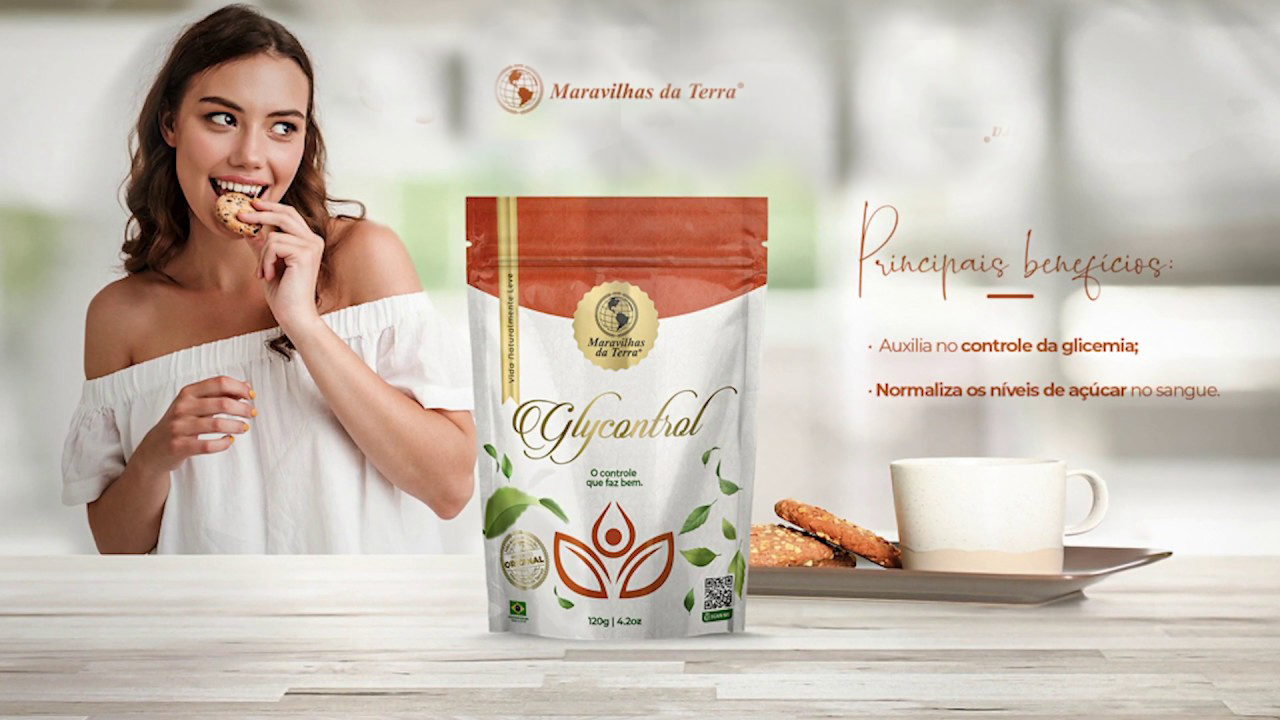 Maravilhas da Terra®
Principais benefícios:
· Auxilia no controle da glicemia;
· Normaliza os níveis de açúcar no sangue.
Vida Naturalmente Leve
Maravilhas
da Terra®
Glycontrol
O controle
que faz bem.
ORIGINAL
120g | 4.2oz